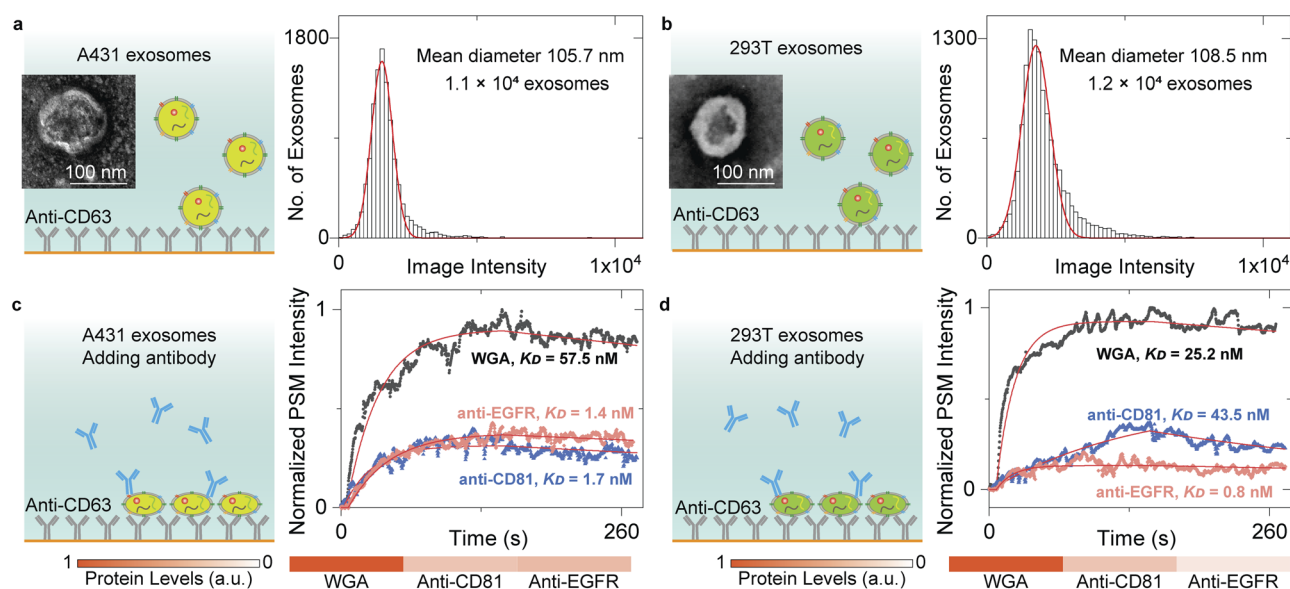 a
A431 exosomes
100 nm
Anti-CD63
No. of Exosomes
1800
0
Mean diameter 105.7 nm
1.1 × 10⁴ exosomes
0
Image Intensity
1x10⁴
b
293T exosomes
100 nm
Anti-CD63
No. of Exosomes
1300
0
Mean diameter 108.5 nm
1.2 × 10⁴ exosomes
0
Image Intensity
1x10⁴
c
A431 exosomes
Adding antibody
Anti-CD63
1
0
Protein Levels (a.u.)
Normalized PSM Intensity
1
0
WGA, KD = 57.5 nM
anti-EGFR, KD = 1.4 nM
anti-CD81, KD = 1.7 nM
0
Time (s)
260
WGA
Anti-CD81
Anti-EGFR
d
293T exosomes
Adding antibody
Anti-CD63
1
0
Protein Levels (a.u.)
Normalized PSM Intensity
1
0
WGA, KD = 25.2 nM
anti-CD81, KD = 43.5 nM
anti-EGFR, KD = 0.8 nM
0
Time (s)
260
WGA
Anti-CD81
Anti-EGFR